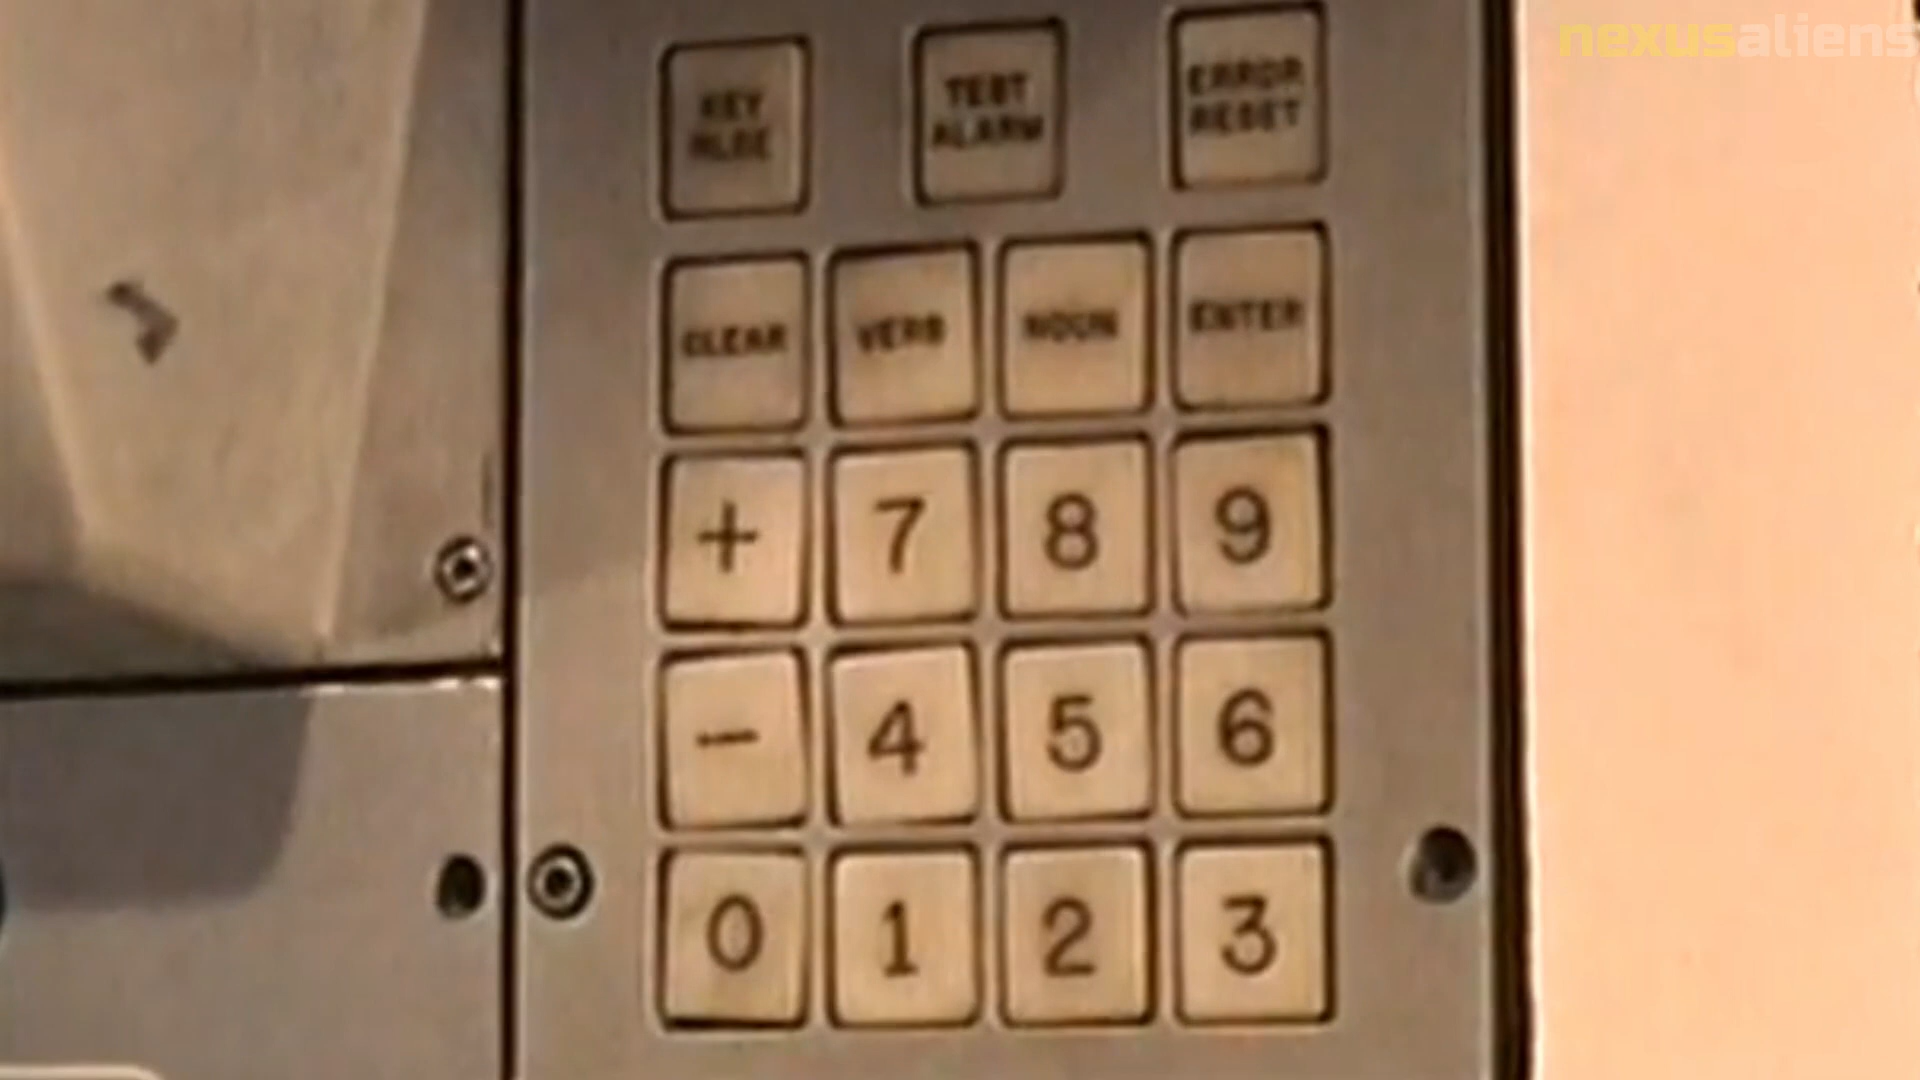 nexusaliens
KEY
RLSE
TEST
ALARM
ERROR
RESET
CLEAR VERB NOUN ENTER
+ 7 8 9
- 4 5 6
0 1 2 3